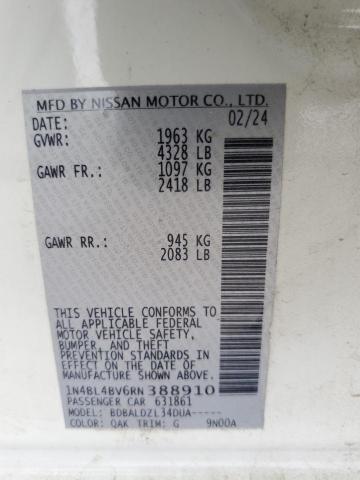 MFD BY NISSAN MOTOR CO., LTD.
DATE: 02/24
GVWR: 1963 KG
4328 LB
GAWR FR.: 1097 KG
2418 LB
GAWR RR.: 945 KG
2083 LB
THIS VEHICLE CONFORMS TO
ALL APPLICABLE FEDERAL
MOTOR VEHICLE SAFETY,
BUMPER, AND THEFT
PREVENTION STANDARDS
IN EFFECT ON THE DATE OF
MANUFACTURE SHOWN ABOVE.
1N4BL4BV6RN388910
PASSENGER CAR 631861
MODEL: BDBALDZL34DUA-----
COLOR: QAK TRIM: G 9N00A